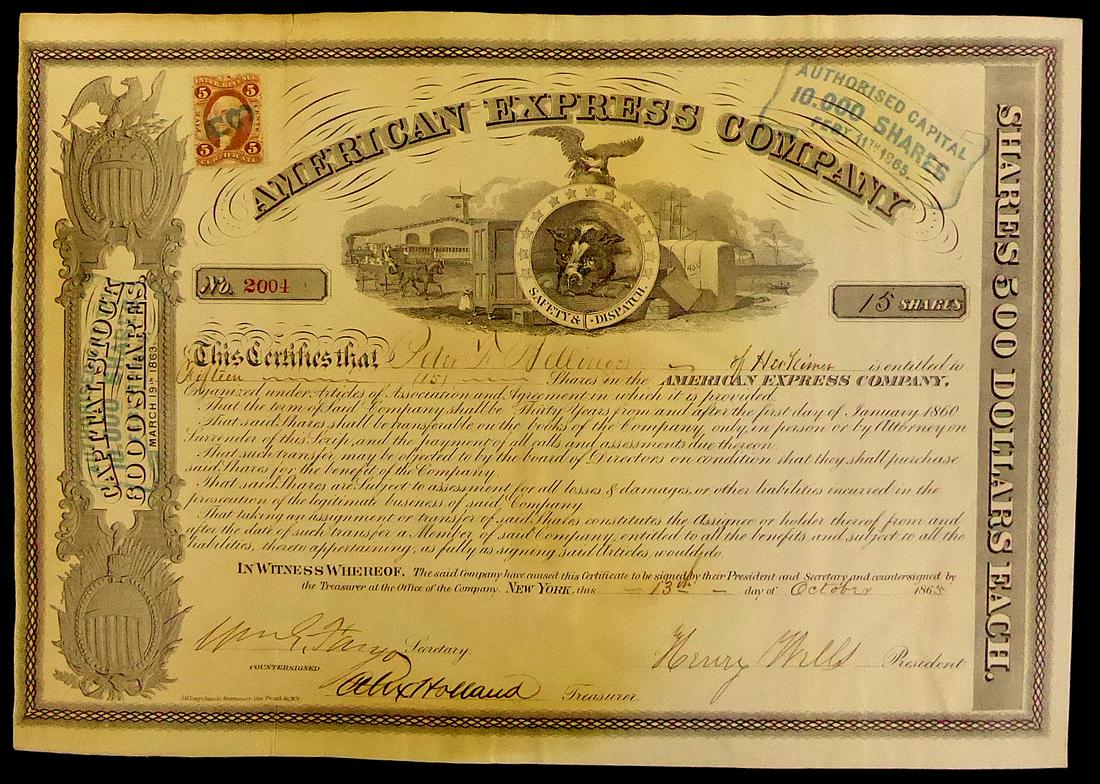 5 5
INTER. REVENUE
CERTIFICATE
5 5
AMERICAN EXPRESS COMPANY
AUTHORISED CAPITAL
10.000 SHARES
FEBY 11TH 1865.
SAFETY & DISPATCH
No. 2004
15 SHARES
CAPITAL STOCK
8000 SHARES.
MARCH 19TH 1863.
10.000
SHARES 500 DOLLARS EACH.
This Certifies that Peter F Bellinger of Herkimer is entitled to
Fifteen (15) Shares in the AMERICAN EXPRESS COMPANY.
Organized under Articles of Association and Agreement in which it is provided.
That the term of Said Company shall be Thirty Years from and after the first day of January 1860.
That said shares shall be transferable on the books of the Company only, in person or by Attorney on
Surrender of this Scrip, and the payment of all calls and assessments due thereon.
That such transfer may be objected to by the board of Directors on condition that they shall purchase
said Shares for the benefit of the Company.
That said Shares are Subject to assessment for all losses & damages or other liabilities incurred in the
prosecution of the legitimate business of said Company
That taking an assignment or transfer of said Shares constitutes the Assignee or holder thereof from and
after the date of such transfer a Member of said Company, entitled to all the benefits and subject to all the
liabilities, thereto appertaining, as fully as signing said Articles would do.
IN WITNESS WHEREOF. The said Company have caused this Certificate to be signed by their President and Secretary and countersigned by
the Treasurer at the Office of the Company. NEW YORK, this 13th day of October 1865
Wm G. Fargo Secretary.
Henry Wells President
COUNTERSIGNED
Alex Holland Treasurer